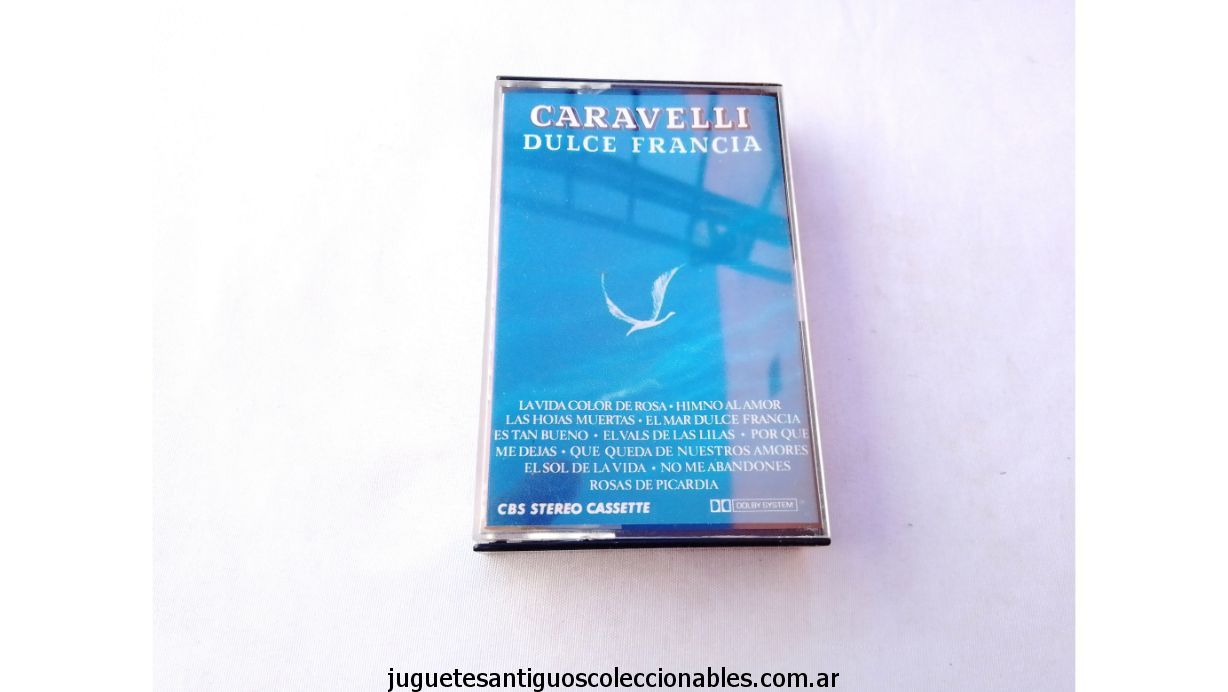 CARAVELLI
DULCE FRANCIA
LA VIDA COLOR DE ROSA • HIMNO AL AMOR
LAS HOJAS MUERTAS • EL MAR DULCE FRANCIA
ES TAN BUENO • EL VALS DE LAS LILAS • POR QUE
ME DEJAS • QUE QUEDA DE NUESTROS AMORES
EL SOL DE LA VIDA • NO ME ABANDONES
ROSAS DE PICARDIA
CBS STEREO CASSETTE DOLBY SYSTEM
juguetesantiguoscoleccionables.com.ar